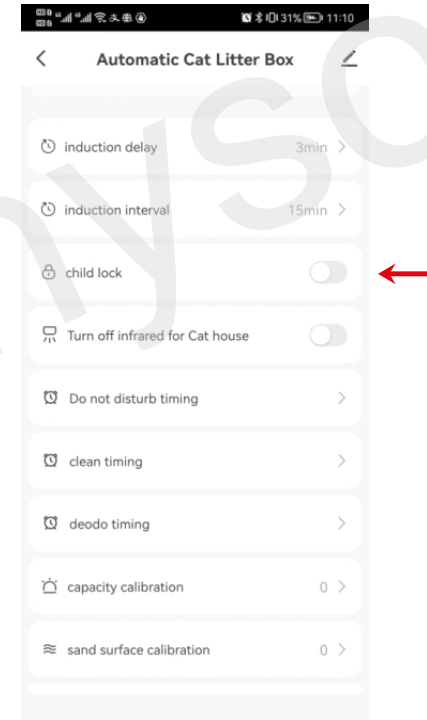 31% 11:10
Automatic Cat Litter Box
induction delay 3min
induction interval 15min
child lock
Turn off infrared for Cat house
Do not disturb timing
clean timing
deodo timing
capacity calibration 0
sand surface calibration 0